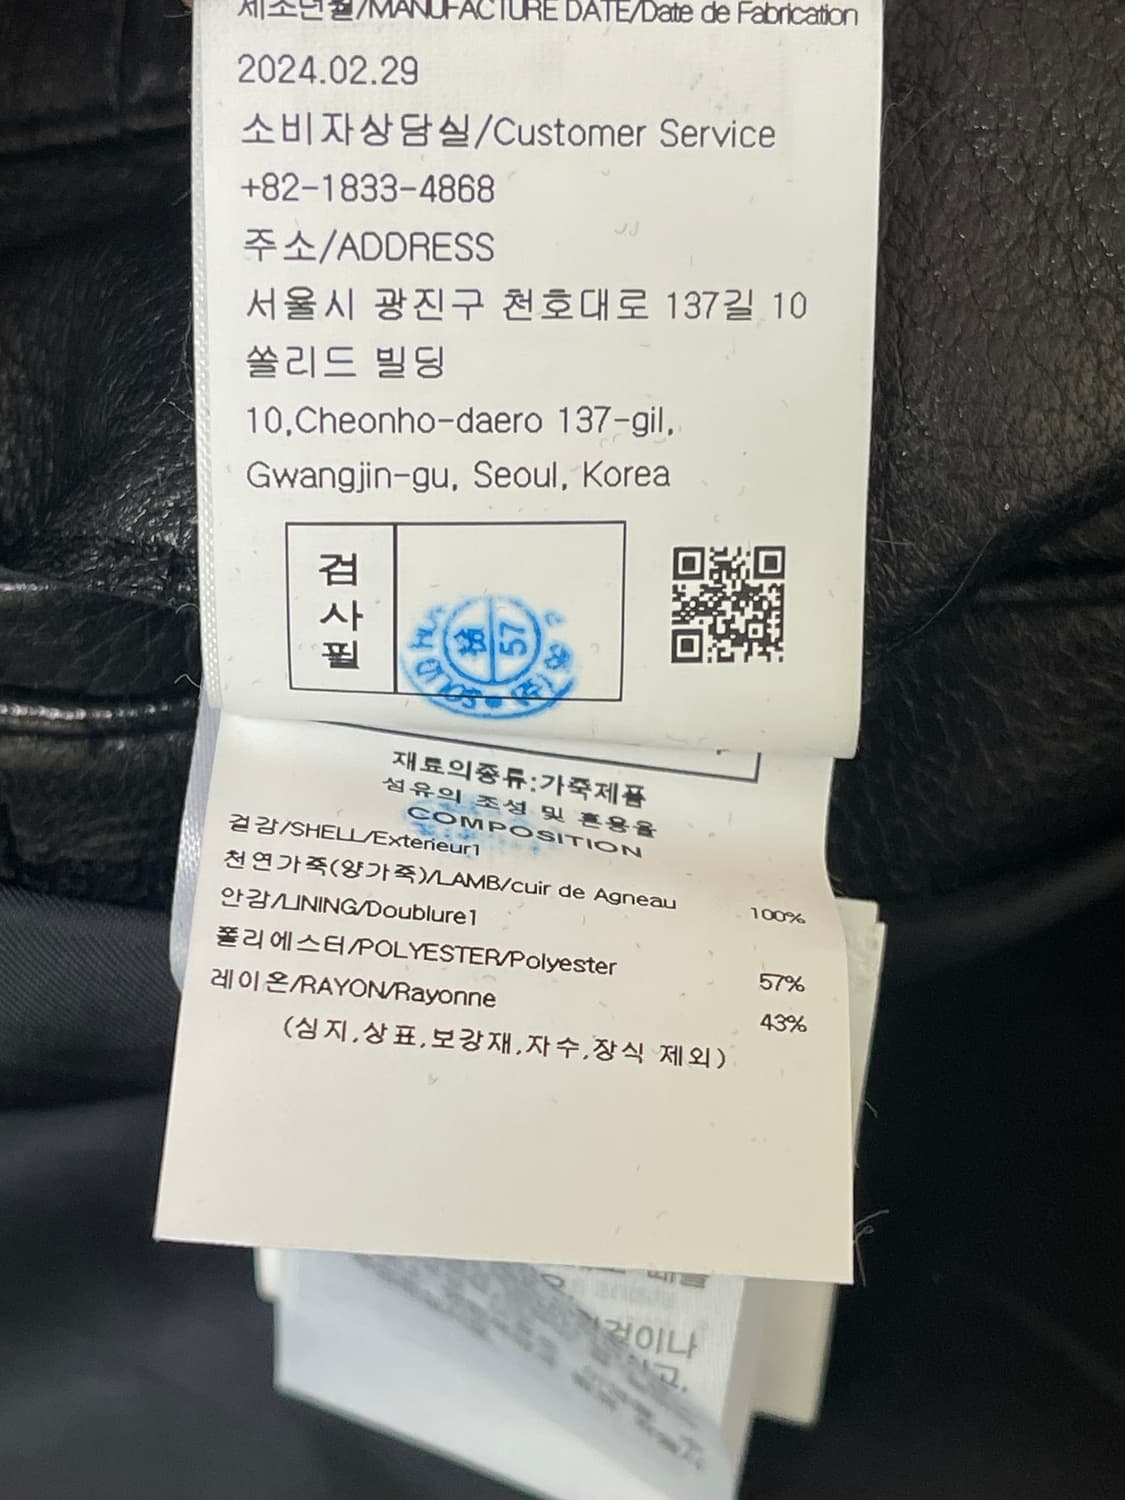 제조년월/MANUFACTURE DATE/Date de Fabrication
2024.02.29
소비자상담실/Customer Service
+82-1833-4868
주소/ADDRESS
서울시 광진구 천호대로 137길 10
쏠리드 빌딩
10,Cheonho-daero 137-gil,
Gwangjin-gu, Seoul, Korea
검
사
필
57
재료의종류:가죽제품
섬유의 조성 및 혼용율
COMPOSITION
겉감/SHELL/Exterieur1
천연가죽(양가죽)/LAMB/cuir de Agneau 100%
안감/LINING/Doublure1
폴리에스터/POLYESTER/Polyester 57%
레이온/RAYON/Rayonne 43%
(심지,상표,보강재,자수,장식 제외)